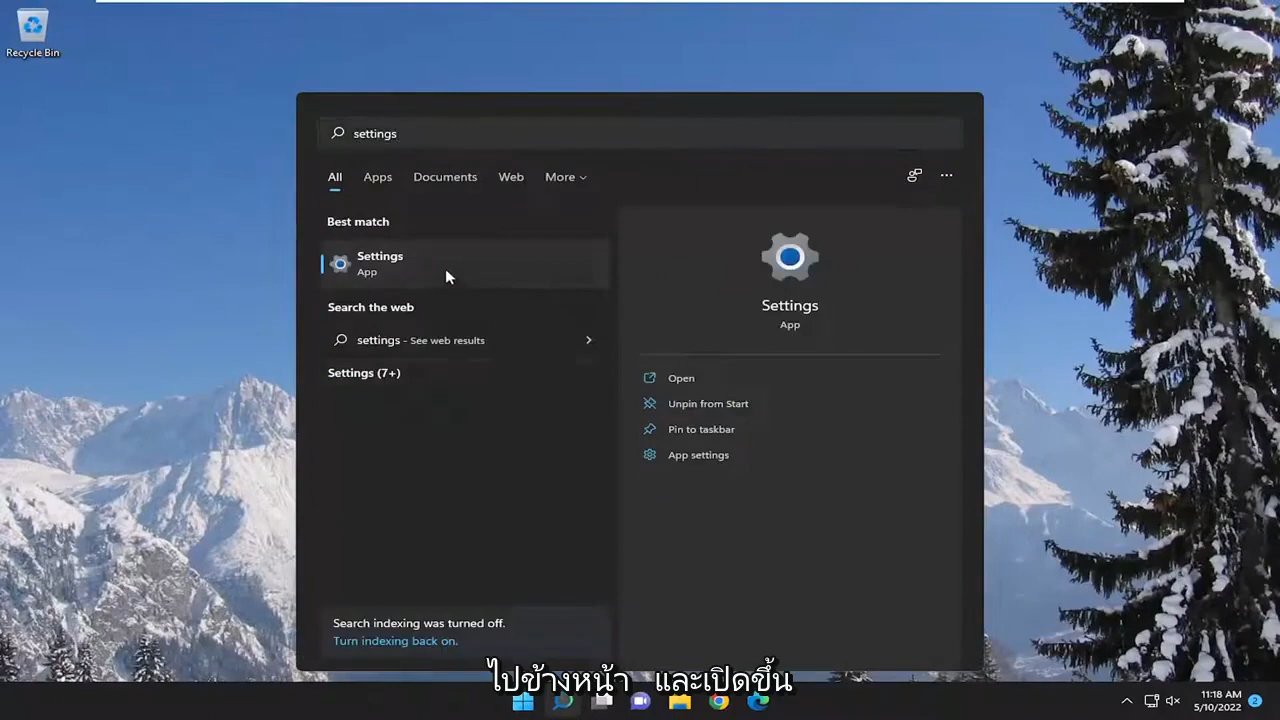 Recycle Bin
settings
All Apps Documents Web More
Best match
Settings
App
Search the web
settings - See web results
Settings (7+)
Search indexing was turned off.
Turn indexing back on.
Settings
App
Open
Unpin from Start
Pin to taskbar
App settings
ไปข้างหน้า และเปิดขึ้น
11:18 AM
5/10/2022
2